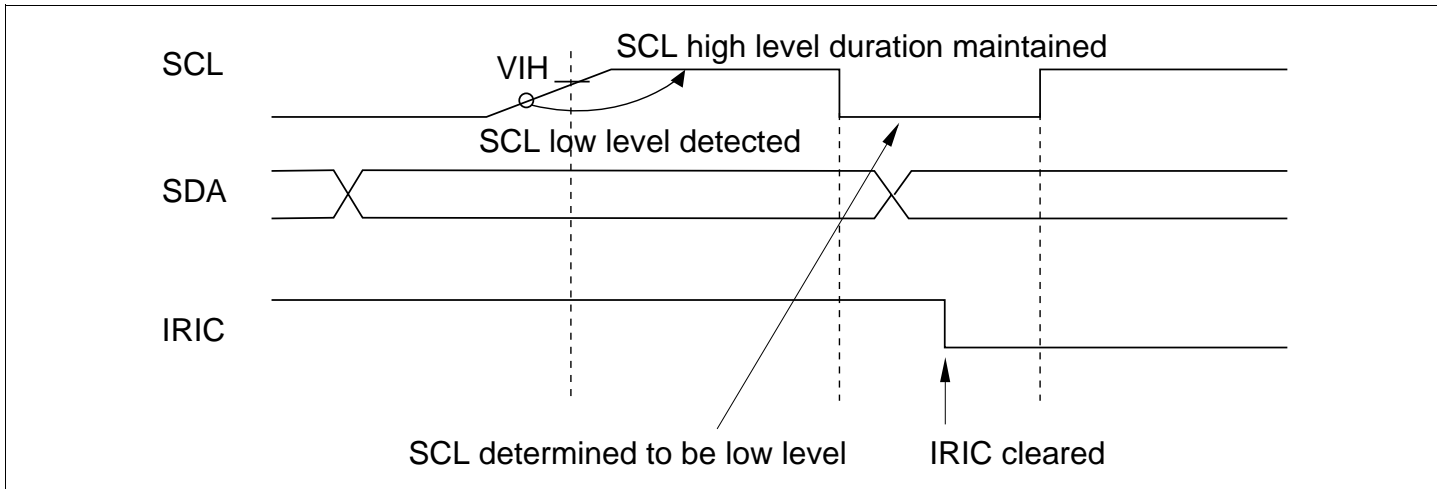 SCL high level duration maintained
SCL
VIH
SCL low level detected
SDA
IRIC
SCL determined to be low level
IRIC cleared